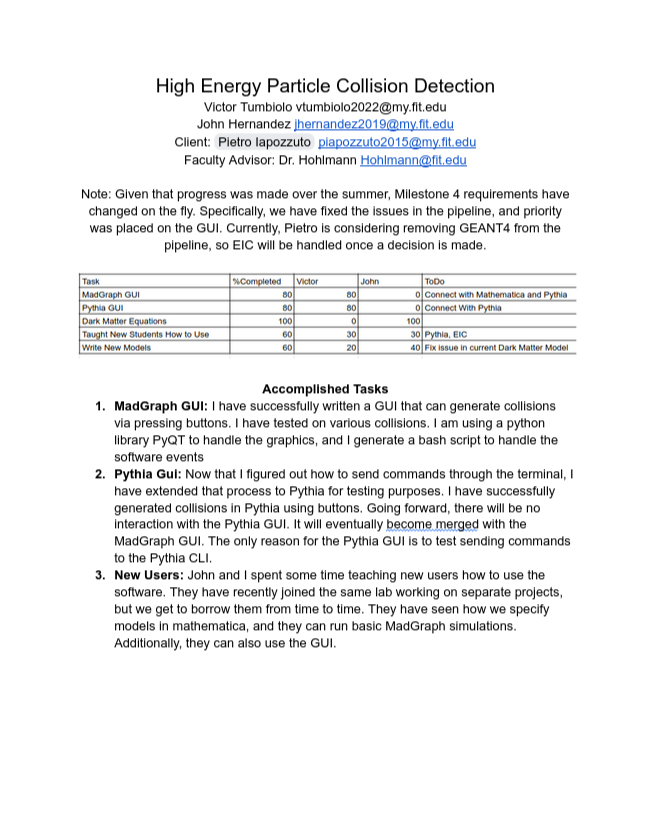 High Energy Particle Collision Detection
Victor Tumbiolo vtumbiolo2022@my.fit.edu
John Hernandez jhernandez2019@my.fit.edu
Client: Pietro Iapozzuto piapozzuto2015@my.fit.edu
Faculty Advisor: Dr. Hohlmann Hohlmann@fit.edu
Note: Given that progress was made over the summer, Milestone 4 requirements have
changed on the fly. Specifically, we have fixed the issues in the pipeline, and priority
was placed on the GUI. Currently, Pietro is considering removing GEANT4 from the
pipeline, so EIC will be handled once a decision is made.
Task %Completed Victor John ToDo
MadGraph GUI 80 80 0 Connect with Mathematica and Pythia
Pythia GUI 80 80 0 Connect With Pythia
Dark Matter Equations 100 0 100
Taught New Students How to Use 60 30 30 Pythia, EIC
Write New Models 60 20 40 Fix issue in current Dark Matter Model
Accomplished Tasks
1. MadGraph GUI: I have successfully written a GUI that can generate collisions
via pressing buttons. I have tested on various collisions. I am using a python
library PyQT to handle the graphics, and I generate a bash script to handle the
software events
2. Pythia Gui: Now that I figured out how to send commands through the terminal, I
have extended that process to Pythia for testing purposes. I have successfully
generated collisions in Pythia using buttons. Going forward, there will be no
interaction with the Pythia GUI. It will eventually become merged with the
MadGraph GUI. The only reason for the Pythia GUI is to test sending commands
to the Pythia CLI.
3. New Users: John and I spent some time teaching new users how to use the
software. They have recently joined the same lab working on separate projects,
but we get to borrow them from time to time. They have seen how we specify
models in mathematica, and they can run basic MadGraph simulations.
Additionally, they can also use the GUI.